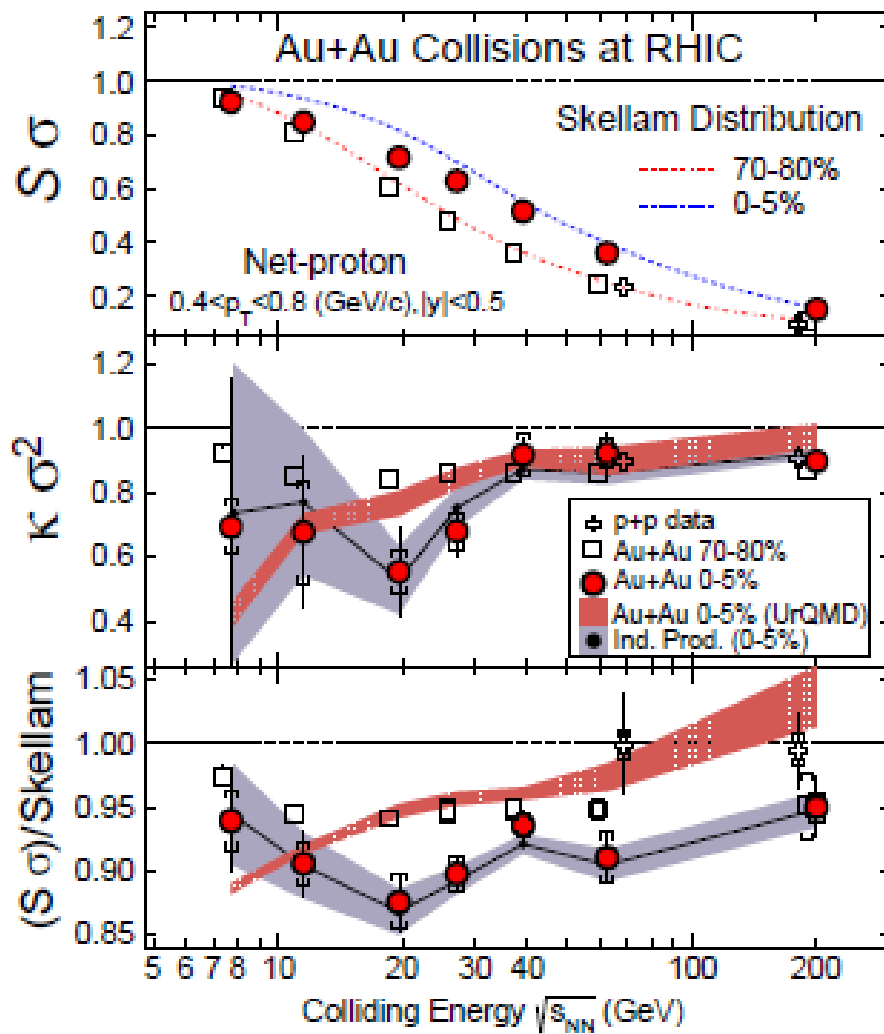 Au+Au Collisions at RHIC
Skellam Distribution
70-80%
0-5%
Net-proton
0.4<p_T<0.8 (GeV/c),|y|<0.5
S σ
1.2
1.0
0.8
0.6
0.4
0.2
κ σ²
1.2
1.0
0.8
0.6
0.4
p+p data
Au+Au 70-80%
Au+Au 0-5%
Au+Au 0-5% (UrQMD)
Ind. Prod. (0-5%)
(S σ)/Skellam
1.05
1.00
0.95
0.90
0.85
5 6 7 8 10 20 30 40 100 200
Colliding Energy √s_NN (GeV)